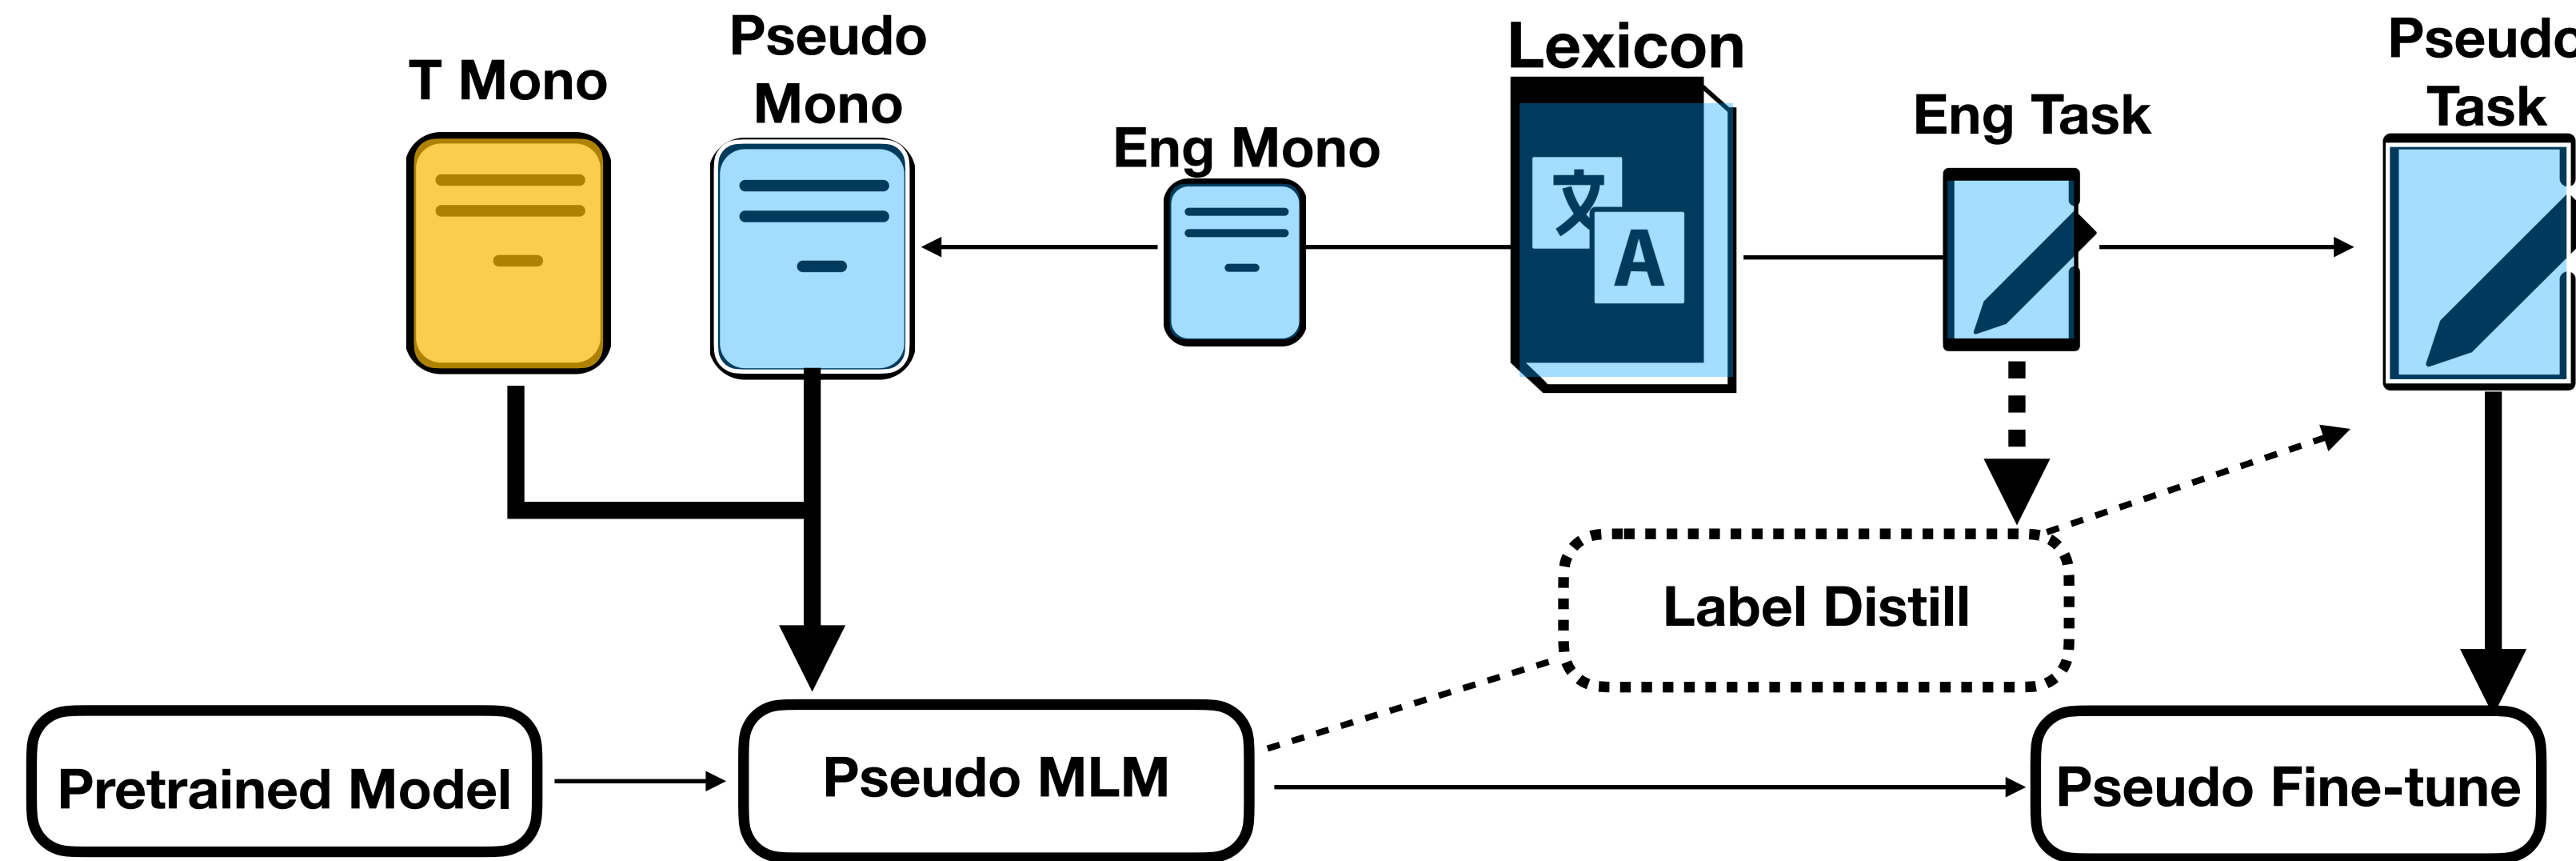 T Mono
Pseudo
Mono
Eng Mono
Lexicon
文
A
Eng Task
Pseudo
Task
Label Distill
Pretrained Model
Pseudo MLM
Pseudo Fine-tune